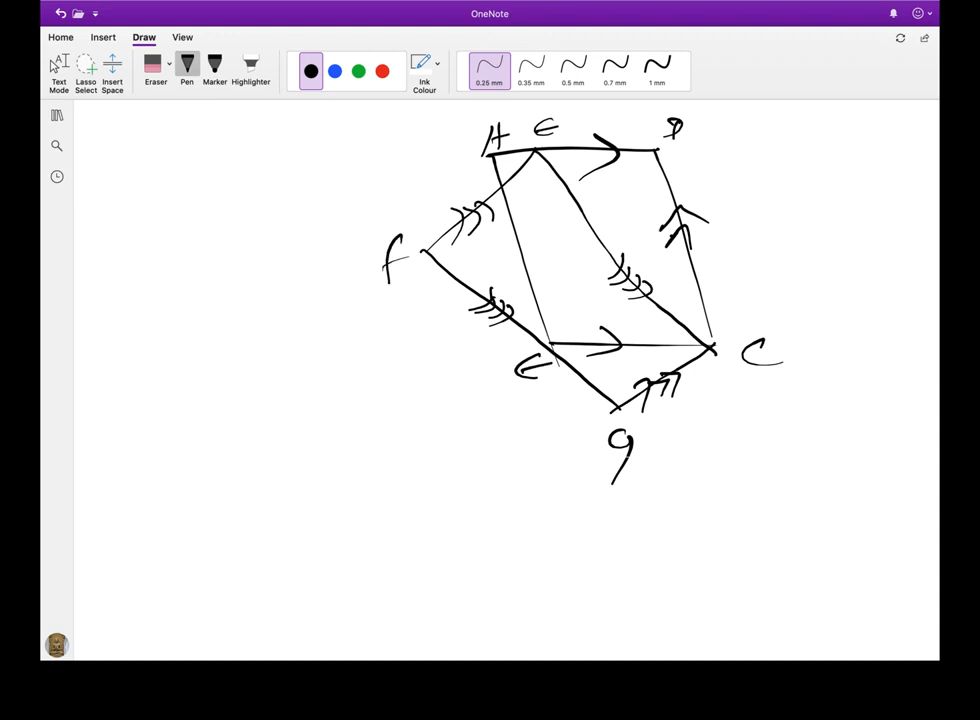 OneNote
Home Insert Draw View
Text Mode
Lasso Select
Insert Space
Eraser
Pen
Marker
Highlighter
Ink Colour
0.25 mm
0.35 mm
0.5 mm
0.7 mm
1 mm
H E D
F
E C
G